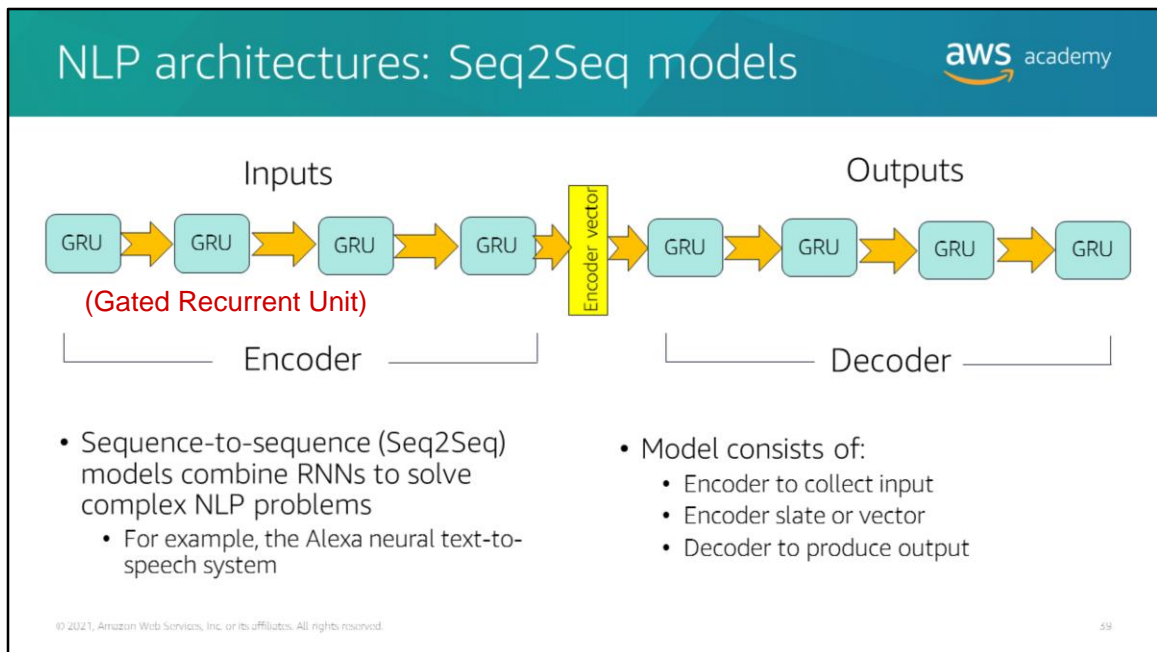 NLP architectures: Seq2Seq models
aws academy
Inputs
Outputs
GRU
GRU
GRU
GRU
Encoder vector
GRU
GRU
GRU
GRU
(Gated Recurrent Unit)
Encoder
Decoder
• Sequence-to-sequence (Seq2Seq)
models combine RNNs to solve
complex NLP problems
• For example, the Alexa neural text-to-
speech system
• Model consists of:
• Encoder to collect input
• Encoder slate or vector
• Decoder to produce output
© 2021, Amazon Web Services, Inc. or its affiliates. All rights reserved.
39